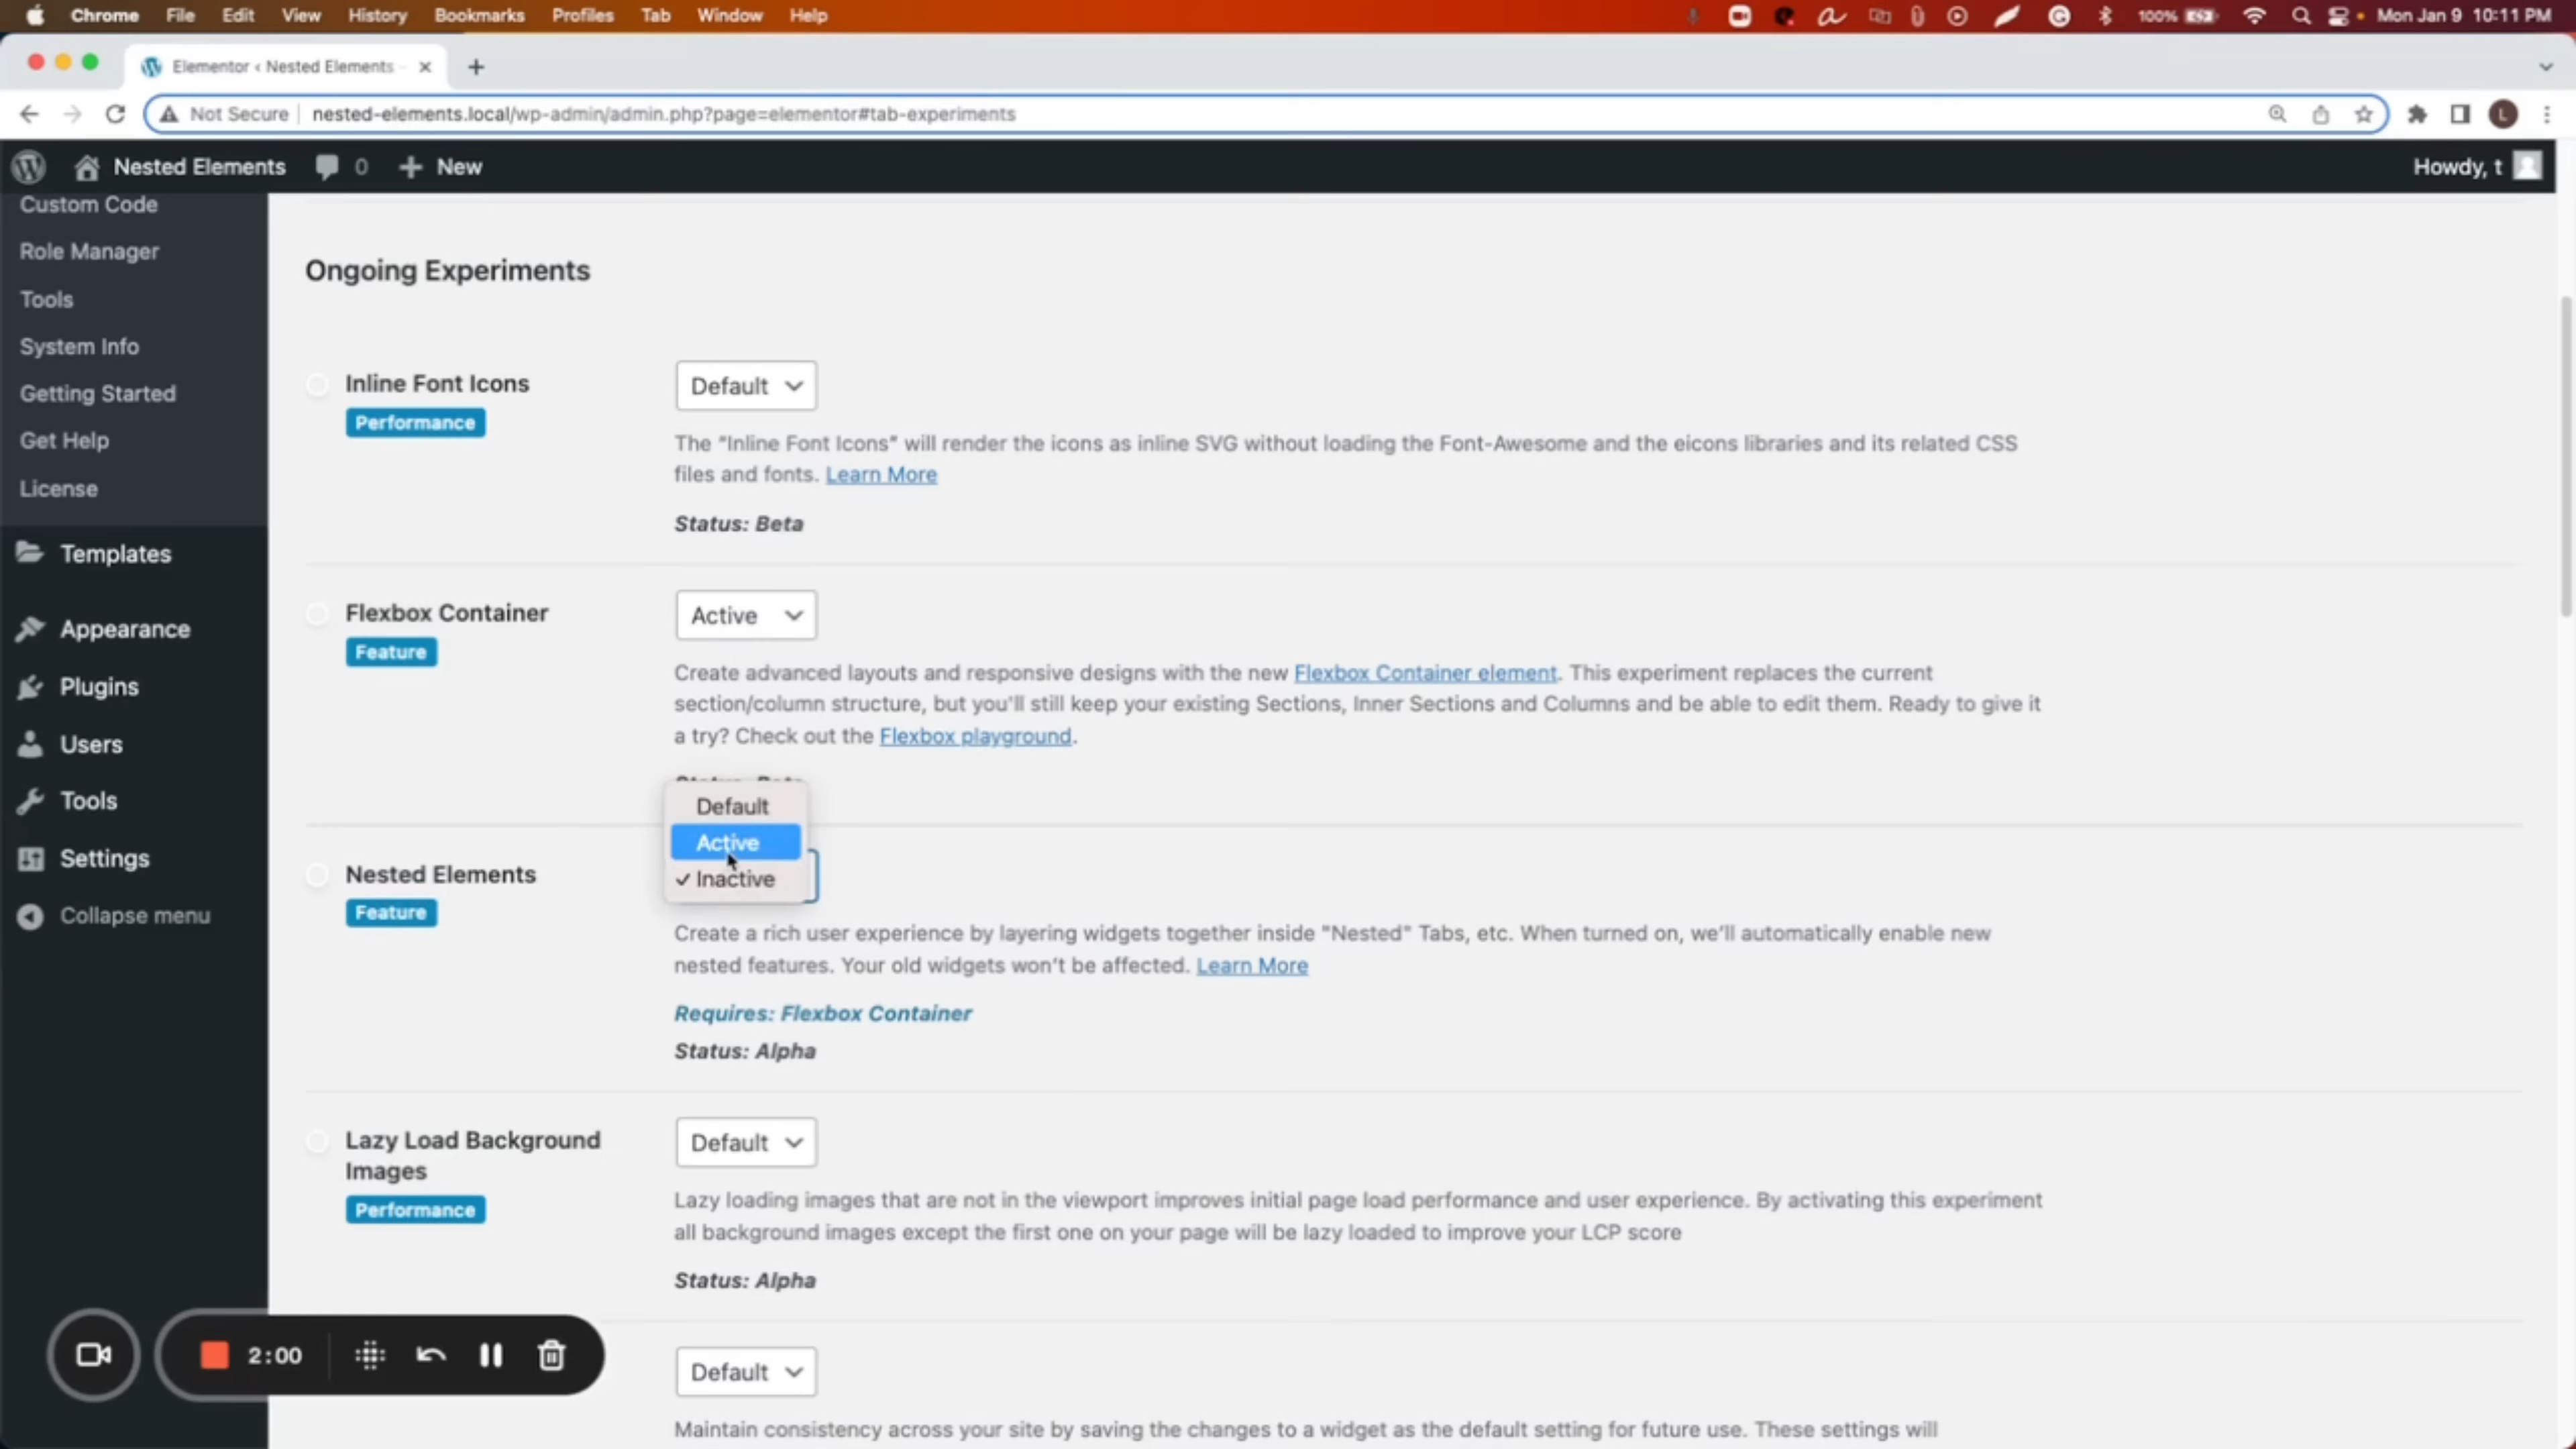 Chrome File Edit View History Bookmarks Profiles Tab Window Help 100% Mon Jan 9 10:11 PM
Elementor ‹ Nested Elements
Not Secure nested-elements.local/wp-admin/admin.php?page=elementor#tab-experiments L
Nested Elements 0 New Howdy, t
Custom Code
Role Manager
Tools
System Info
Getting Started
Get Help
License
Templates
Appearance
Plugins
Users
Tools
Settings
Collapse menu
Ongoing Experiments
Inline Font Icons
Performance
Default
The "Inline Font Icons" will render the icons as inline SVG without loading the Font-Awesome and the eicons libraries and its related CSS
files and fonts. Learn More
Status: Beta
Flexbox Container
Feature
Active
Create advanced layouts and responsive designs with the new Flexbox Container element. This experiment replaces the current
section/column structure, but you'll still keep your existing Sections, Inner Sections and Columns and be able to edit them. Ready to give it
a try? Check out the Flexbox playground.
Default
Active
✓ Inactive
Nested Elements
Feature
Create a rich user experience by layering widgets together inside "Nested" Tabs, etc. When turned on, we'll automatically enable new
nested features. Your old widgets won't be affected. Learn More
Requires: Flexbox Container
Status: Alpha
Lazy Load Background
Images
Performance
Default
Lazy loading images that are not in the viewport improves initial page load performance and user experience. By activating this experiment
all background images except the first one on your page will be lazy loaded to improve your LCP score
Status: Alpha
Default
Maintain consistency across your site by saving the changes to a widget as the default setting for future use. These settings will
2:00